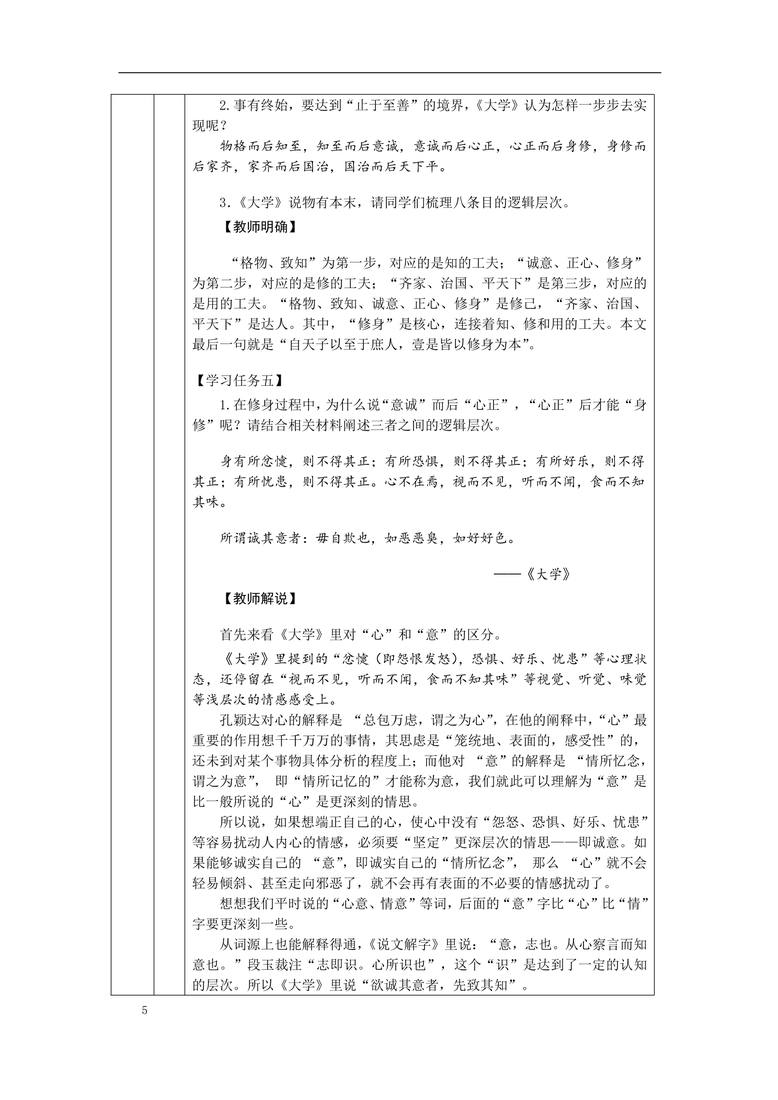 2.事有终始，要达到“止于至善”的境界，《大学》认为怎样一步步去实
现呢？
物格而后知至，知至而后意诚，意诚而后心正，心正而后身修，身修而
后家齐，家齐而后国治，国治而后天下平。
3.《大学》说物有本末，请同学们梳理八条目的逻辑层次。
【教师明确】
“格物、致知”为第一步，对应的是知的工夫；“诚意、正心、修身”
为第二步，对应的是修的工夫；“齐家、治国、平天下”是第三步，对应的
是用的工夫。“格物、致知、诚意、正心、修身”是修己，“齐家、治国、
平天下”是达人。其中，“修身”是核心，连接着知、修和用的工夫。本文
最后一句就是“自天子以至于庶人，壹是皆以修身为本”。
【学习任务五】
1.在修身过程中，为什么说“意诚”而后“心正”，“心正”后才能“身
修”呢？请结合相关材料阐述三者之间的逻辑层次。
身有所忿懥，则不得其正；有所恐惧，则不得其正；有所好乐，则不得
其正；有所忧患，则不得其正。心不在焉，视而不见，听而不闻，食而不知
其味。
所谓诚其意者：毋自欺也，如恶恶臭，如好好色。
——《大学》
【教师解说】
首先来看《大学》里对“心”和“意”的区分。
《大学》里提到的“忿懥（即怨恨发怒），恐惧、好乐、忧患”等心理状
态，还停留在“视而不见，听而不闻，食而不知其味”等视觉、听觉、味觉
等浅层次的情感感受上。
孔颖达对心的解释是 “总包万虑，谓之为心”，在他的阐释中，“心”最
重要的作用想千千万万的事情，其思虑是“笼统地、表面的，感受性”的，
还未到对某个事物具体分析的程度上；而他对 “意”的解释是 “情所忆念，
谓之为意”， 即“情所记忆的”才能称为意，我们就此可以理解为“意”是
比一般所说的“心”是更深刻的情思。
所以说，如果想端正自己的心，使心中没有“怨怒、恐惧、好乐、忧患”
等容易扰动人内心的情感，必须要“坚定”更深层次的情思——即诚意。如
果能够诚实自己的 “意”，即诚实自己的“情所忆念”， 那么 “心”就不会
轻易倾斜、甚至走向邪恶了，就不会再有表面的不必要的情感扰动了。
想想我们平时说的“心意、情意”等词，后面的“意”字比“心”比“情”
字要更深刻一些。
从词源上也能解释得通，《说文解字》里说：“意，志也。从心察言而知
意也。”段玉裁注“志即识。心所识也”，这个“识”是达到了一定的认知
的层次。所以《大学》里说“欲诚其意者，先致其知”。
5